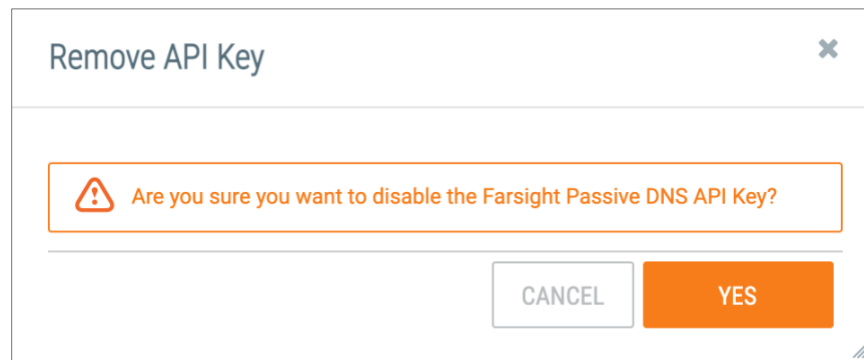 Remove API Key
Are you sure you want to disable the Farsight Passive DNS API Key?
CANCEL
YES